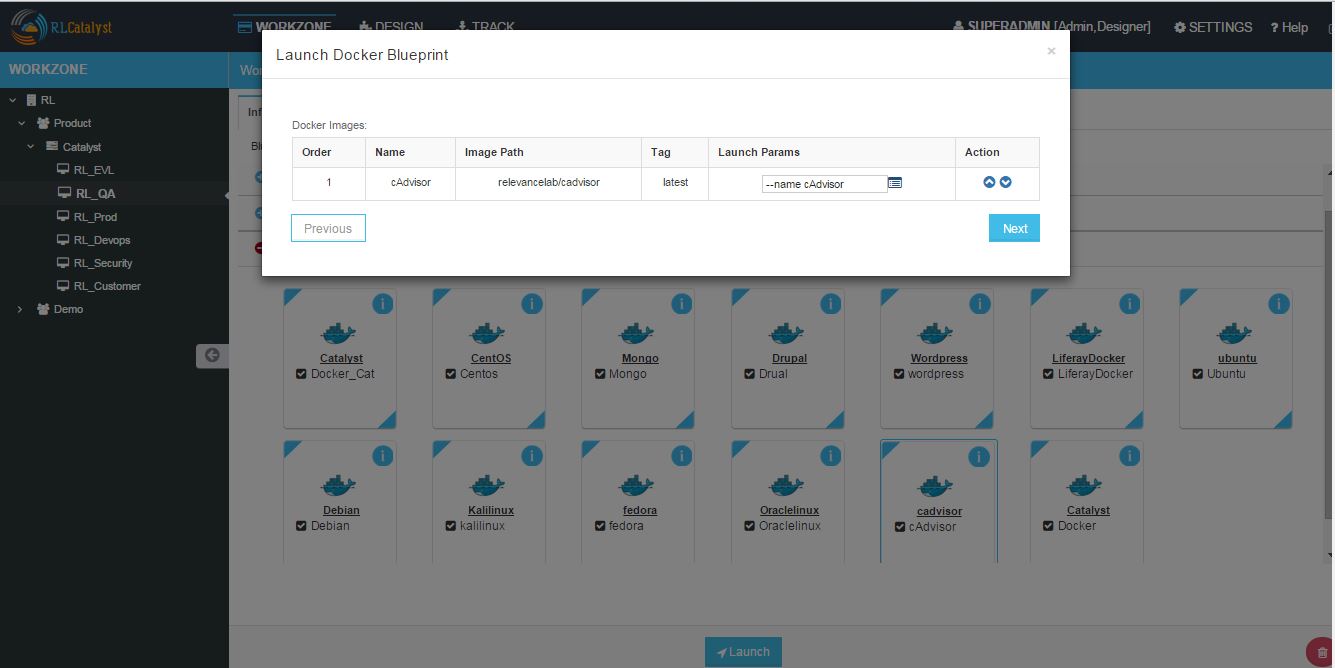 RLCatalyst
WORKZONE
DESIGN
TRACK
SUPERADMIN [Admin,Designer]
SETTINGS
? Help
WORKZONE
RL
Product
Catalyst
RL_EVL
RL_QA
RL_Prod
RL_Devops
RL_Security
RL_Customer
Demo
Launch Docker Blueprint
×
Docker Images:
Order Name Image Path Tag Launch Params Action
1 cAdvisor relevancelab/cadvisor latest --name cAdvisor
Previous
Next
Catalyst
Docker_Cat
CentOS
Centos
Mongo
Mongo
Drupal
Drual
Wordpress
wordpress
LiferayDocker
LiferayDocker
ubuntu
Ubuntu
Debian
Debian
Kalilinux
kalilinux
fedora
fedora
Oraclelinux
Oraclelinux
cadvisor
cAdvisor
Catalyst
Docker
Launch